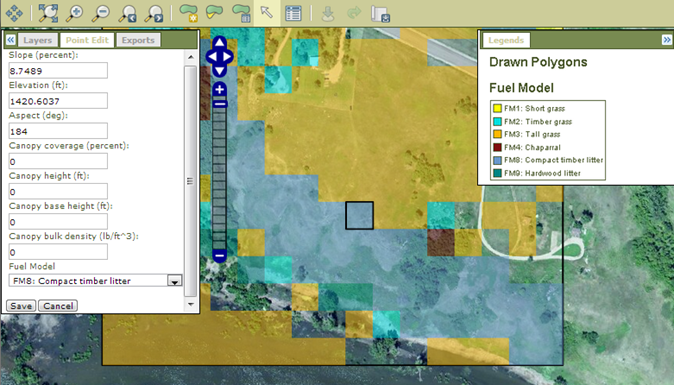 Layers
Point Edit
Exports
Slope (percent):
8.7489
Elevation (ft):
1420.6037
Aspect (deg):
184
Canopy coverage (percent):
0
Canopy height (ft):
0
Canopy base height (ft):
0
Canopy bulk density (lb/ft^3):
0
Fuel Model
FM8: Compact timber litter
Save Cancel
Legends
Drawn Polygons
Fuel Model
FM1: Short grass
FM2: Timber grass
FM3: Tall grass
FM4: Chaparral
FM8: Compact timber litter
FM9: Hardwood litter